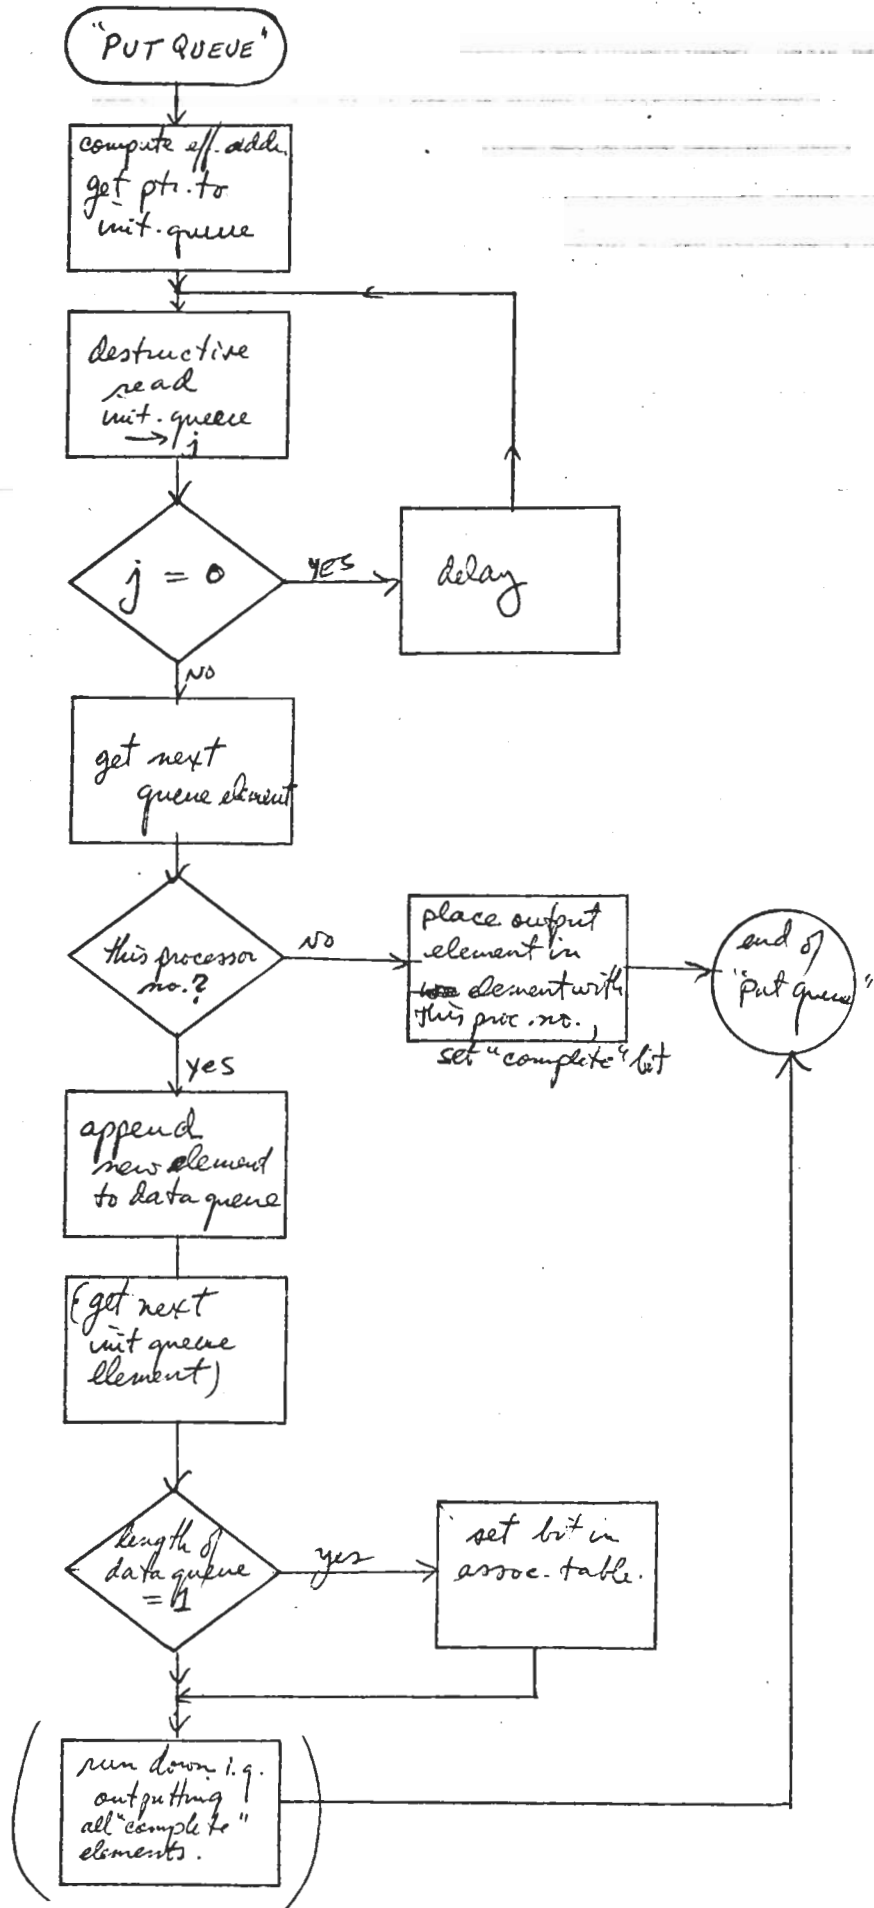 "PUT QUEUE"
compute eff. addr.
get ptr. to
init. queue
destructive
read
init. queue
→ j
j = 0
YES
delay
NO
get next
queue element
this processor
no.?
NO
place output
element in
element with
this proc. no.,
set "complete" bit
end of
"put queue"
yes
append
new element
to data queue
(get next
init queue
element)
length of
data queue
= 1
yes
set bit in
assoc. table.
run down i.q.
outputting
all "complete"
elements.